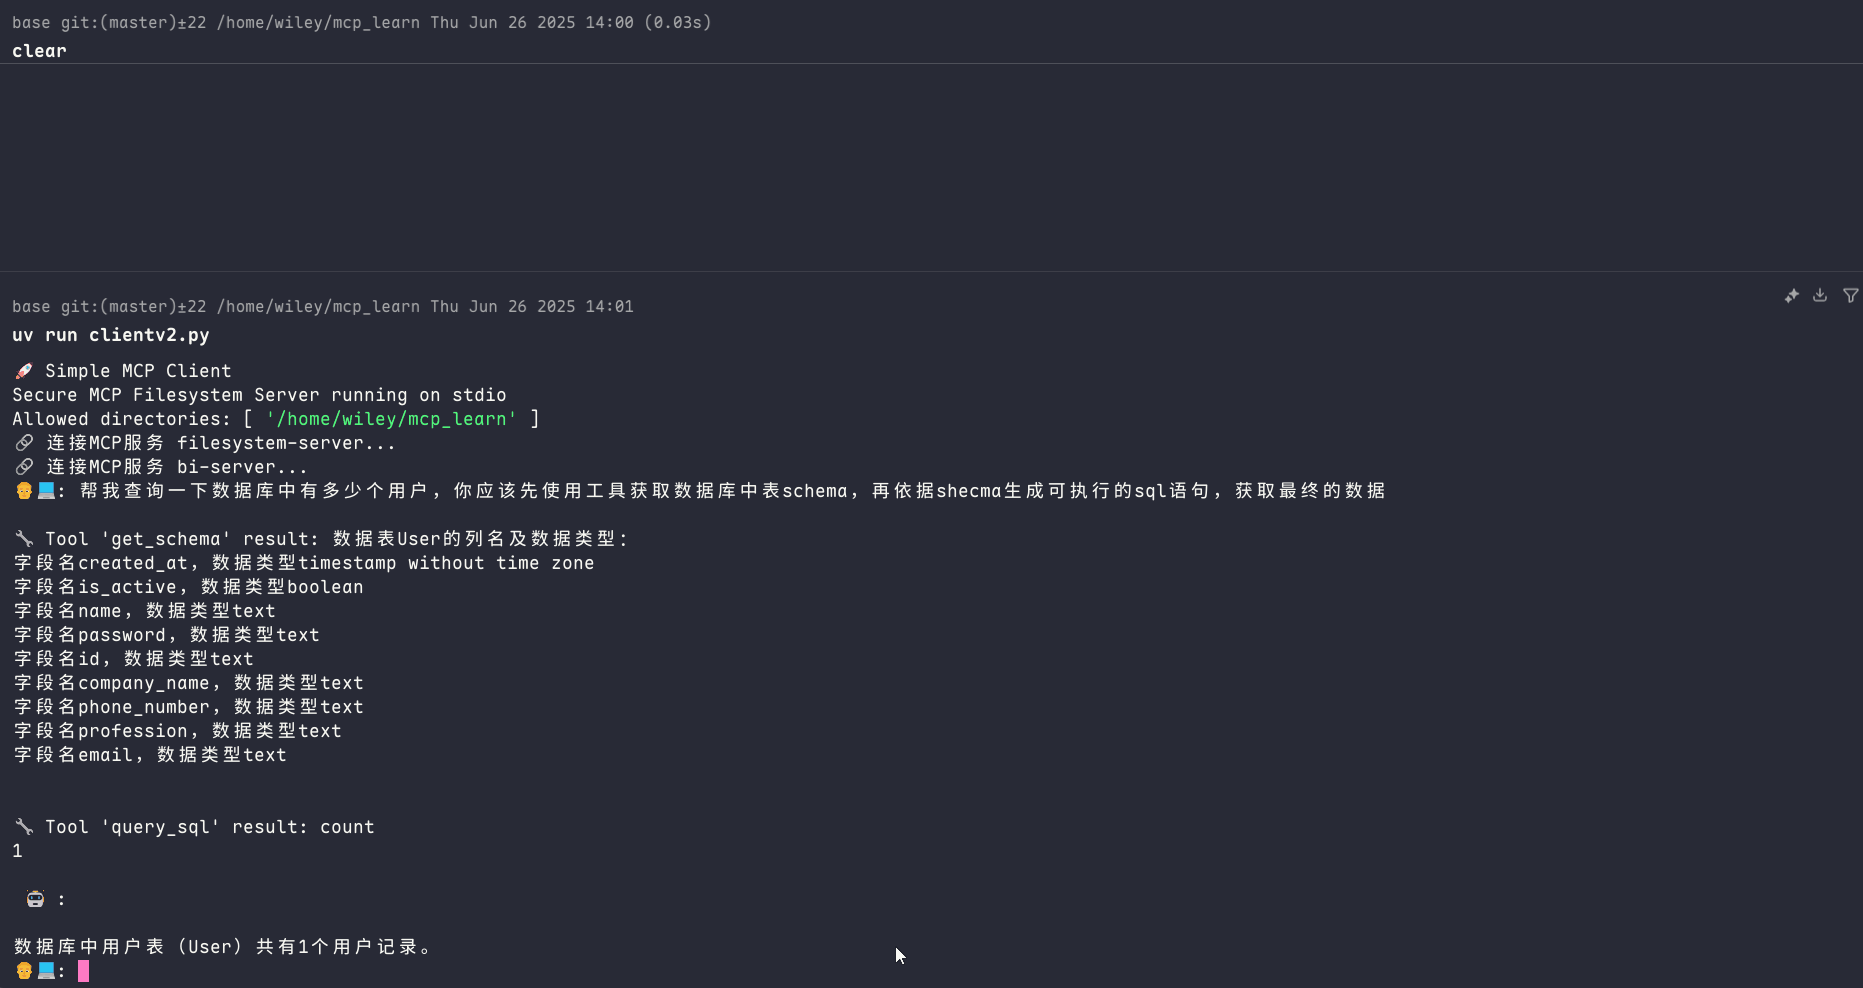 base git:(master)±22 /home/wiley/mcp_learn Thu Jun 26 2025 14:00 (0.03s)
clear
base git:(master)±22 /home/wiley/mcp_learn Thu Jun 26 2025 14:01
uv run clientv2.py
🚀 Simple MCP Client
Secure MCP Filesystem Server running on stdio
Allowed directories: [ '/home/wiley/mcp_learn' ]
🔗 连接MCP服务 filesystem-server...
🔗 连接MCP服务 bi-server...
🧑‍💻: 帮我查询一下数据库中有多少个用户，你应该先使用工具获取数据库中表schema，再依据shecma生成可执行的sql语句，获取最终的数据
🔧 Tool 'get_schema' result: 数据表User的列名及数据类型：
字段名created_at，数据类型timestamp without time zone
字段名is_active，数据类型boolean
字段名name，数据类型text
字段名password，数据类型text
字段名id，数据类型text
字段名company_name，数据类型text
字段名phone_number，数据类型text
字段名profession，数据类型text
字段名email，数据类型text
🔧 Tool 'query_sql' result: count
1
🤖 :
数据库中用户表（User）共有1个用户记录。
🧑‍💻: